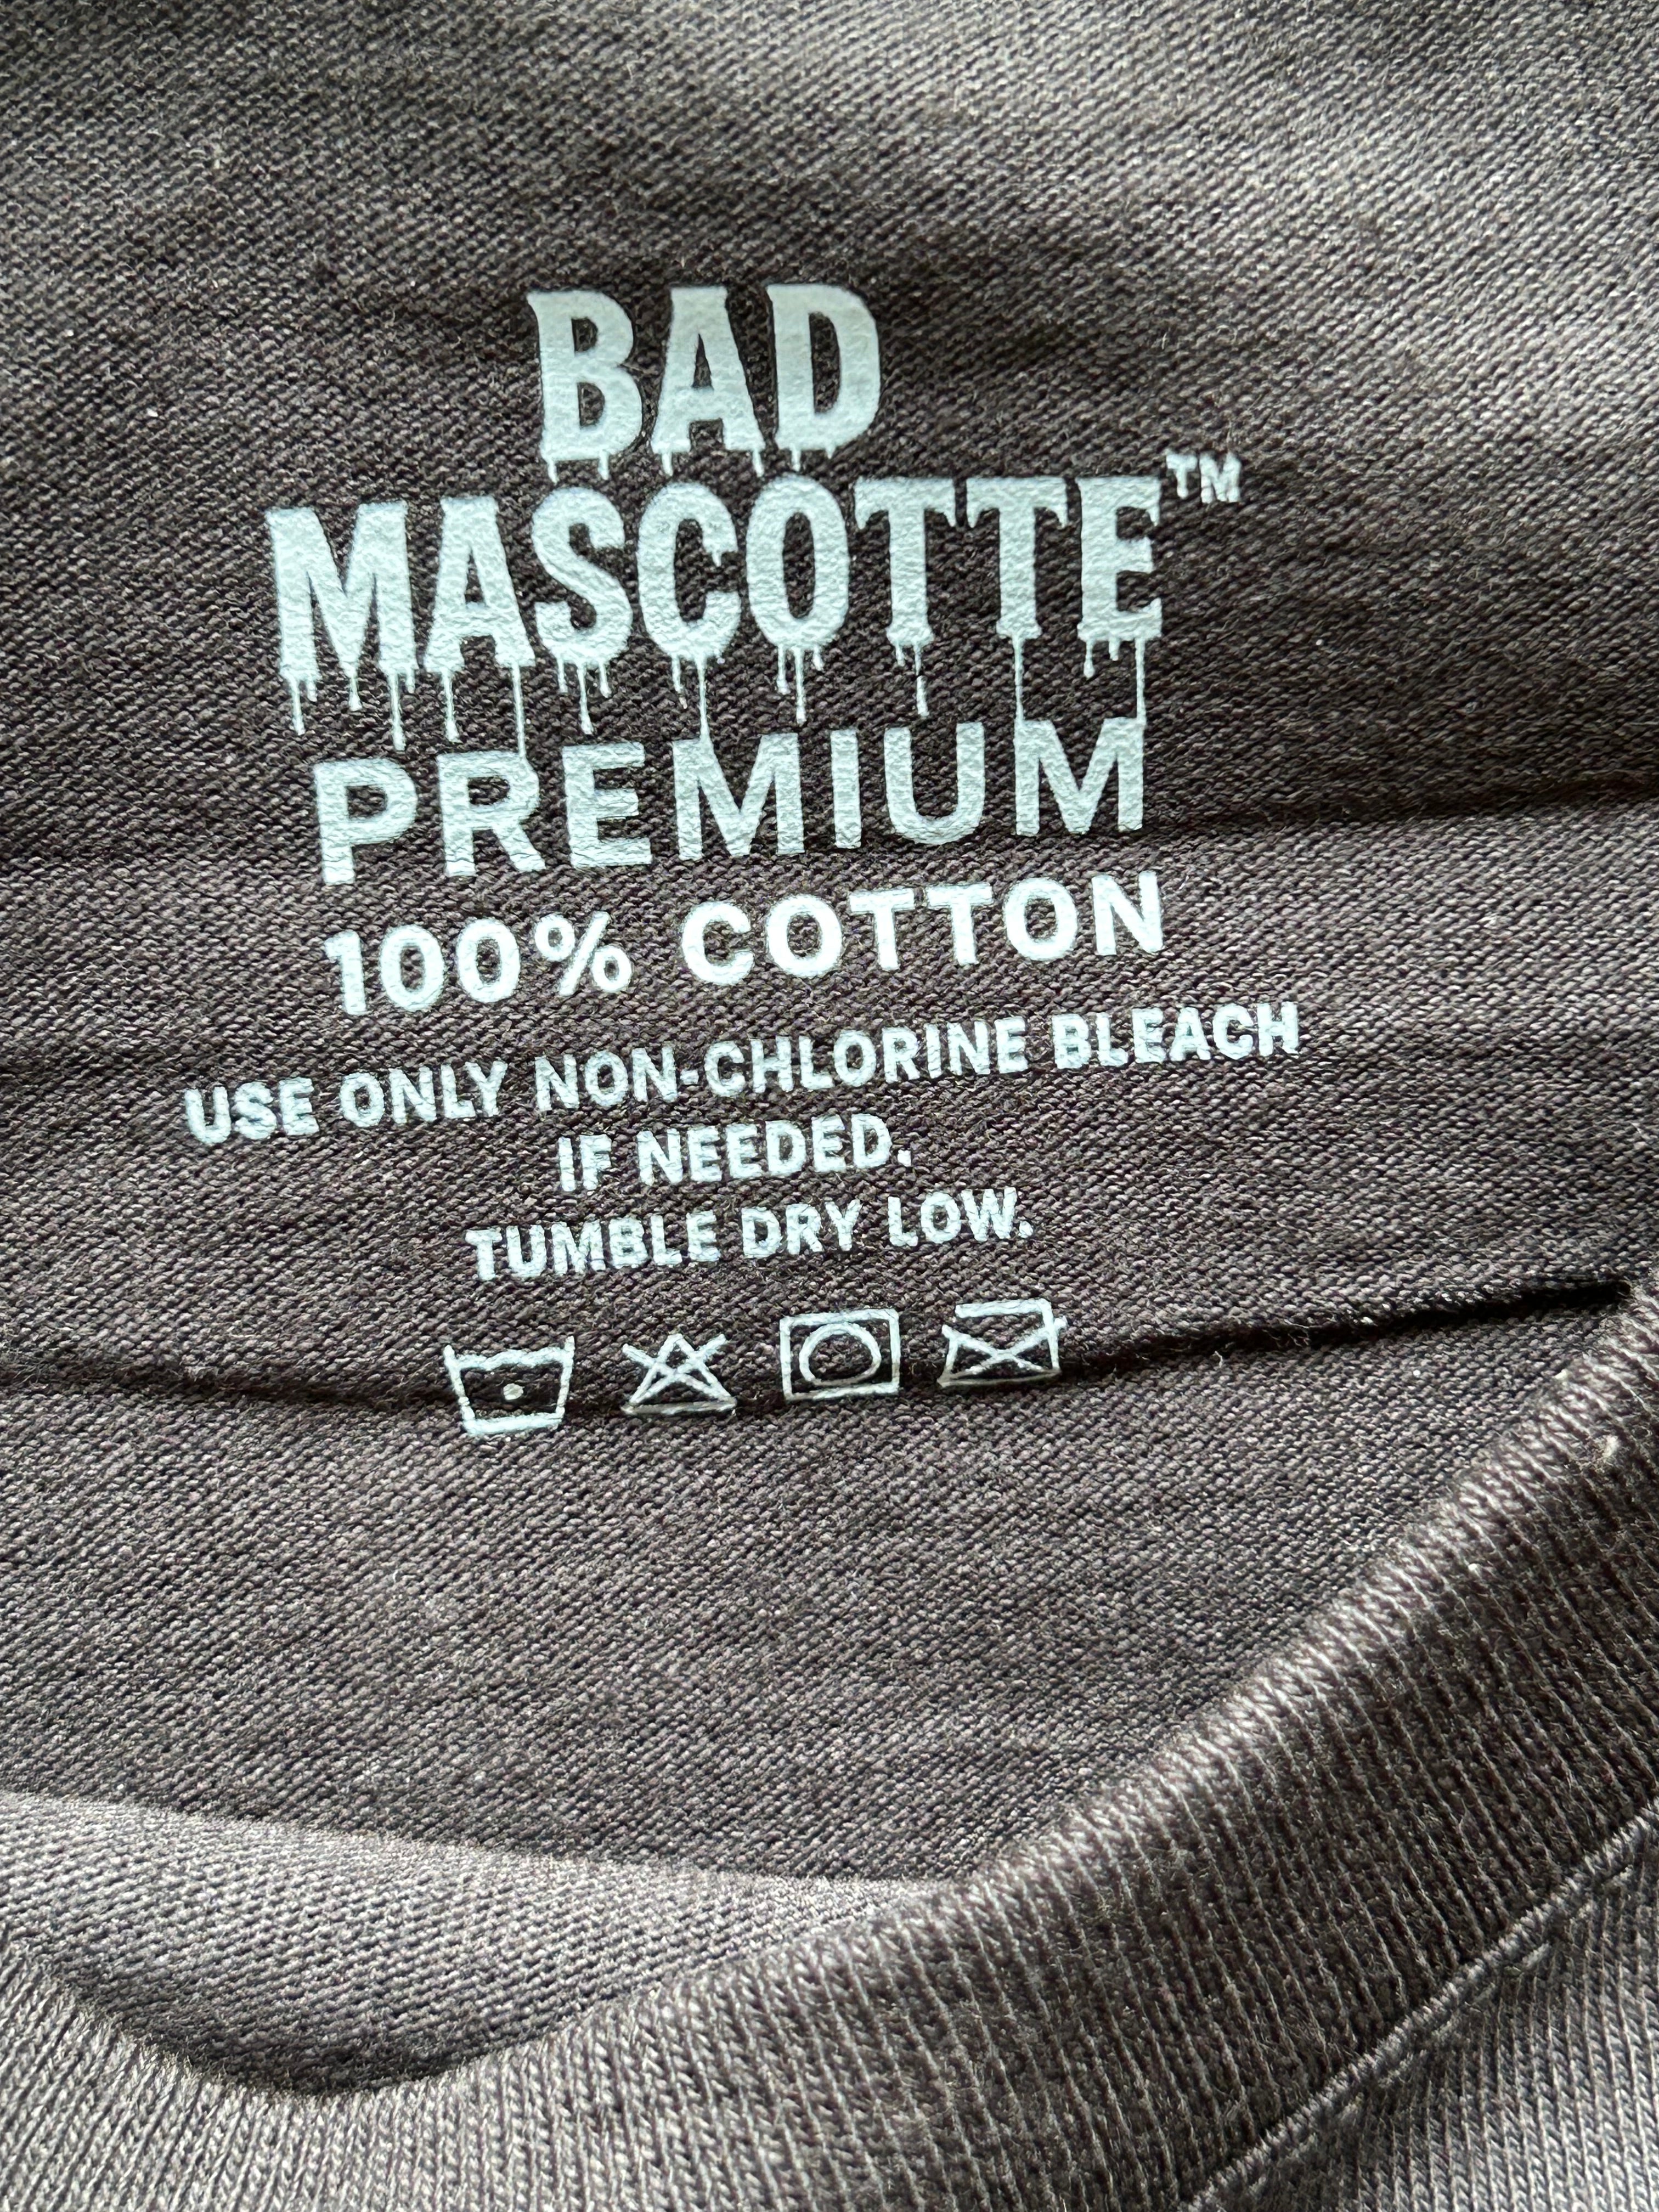 BAD
MASCOTTE™
PREMIUM
100% COTTON
USE ONLY NON-CHLORINE BLEACH
IF NEEDED.
TUMBLE DRY LOW.